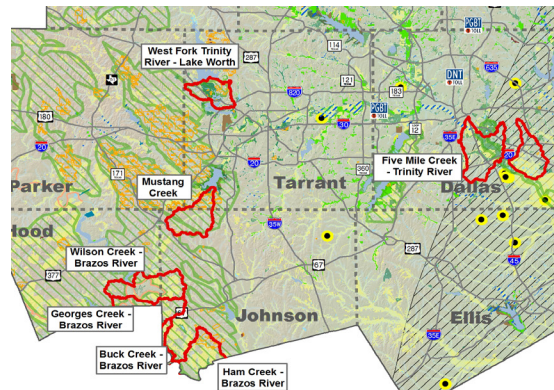 PGBT
TOLL
West Fork Trinity
River - Lake Worth
287
114
121
DNT
TOLL
635
820
183
PGBT
TOLL
180
30
12
35E
20
20
20
Five Mile Creek
- Trinity River
171
360
Mustang
Creek
Parker
Tarrant
Dallas
Hood
35W
287
Wilson Creek -
Brazos River
377
67
45
Georges Creek -
Brazos River
Johnson
Ellis
35E
Buck Creek -
Brazos River
Ham Creek -
Brazos River